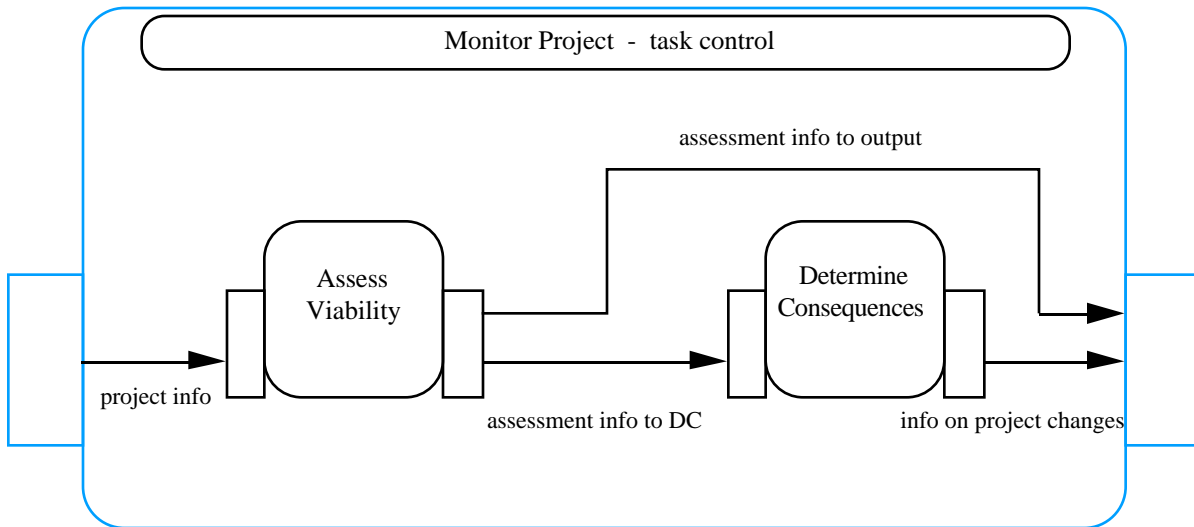 Monitor Project - task control
assessment info to output
Assess
Viability
Determine
Consequences
project info
assessment info to DC
info on project changes